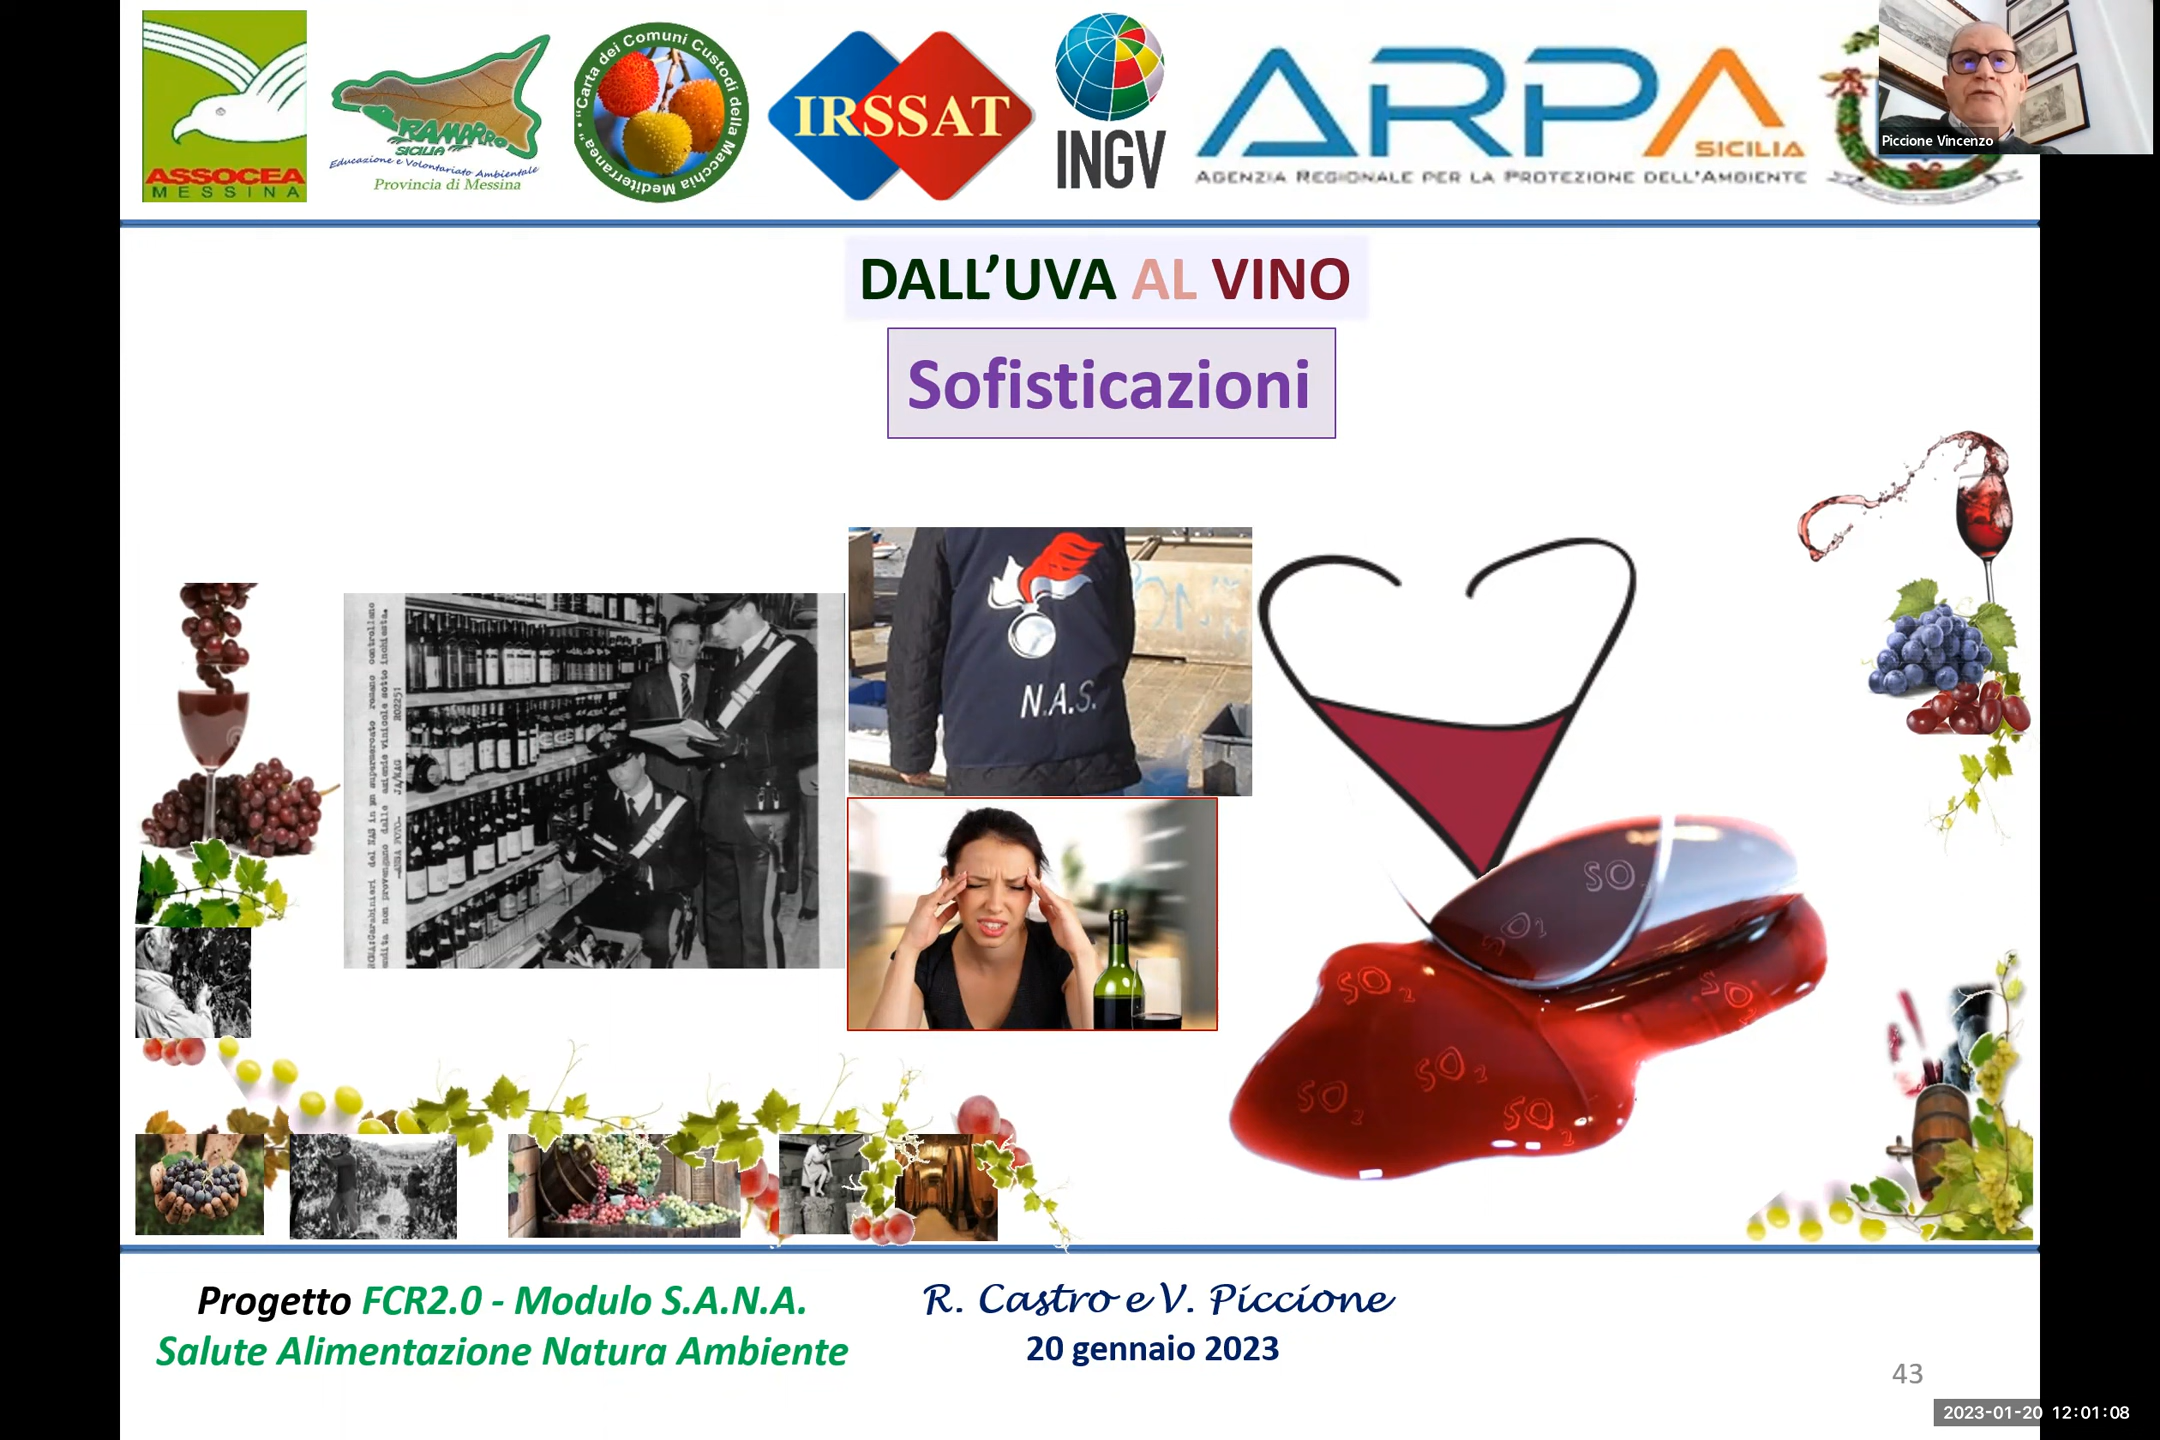 ASSOCEA
MESSINA
RAMARRO
SICILIA
Educazione e Volontariato Ambientale
Provincia di Messina
"Carta dei Comuni Custodi della Macchia Mediterranea"
IRSSAT
INGV
ARPA
SICILIA
AGENZIA REGIONALE PER LA PROTEZIONE DELL'AMBIENTE
Piccione Vincenzo
DALL’UVA AL VINO
Sofisticazioni
N.A.S.
SO
SO2
SO2
SO2
SO2
SO2
SO2
Progetto FCR2.0 - Modulo S.A.N.A.
Salute Alimentazione Natura Ambiente
R. Castro e V. Piccione
20 gennaio 2023
43
2023-01-20 12:01:08